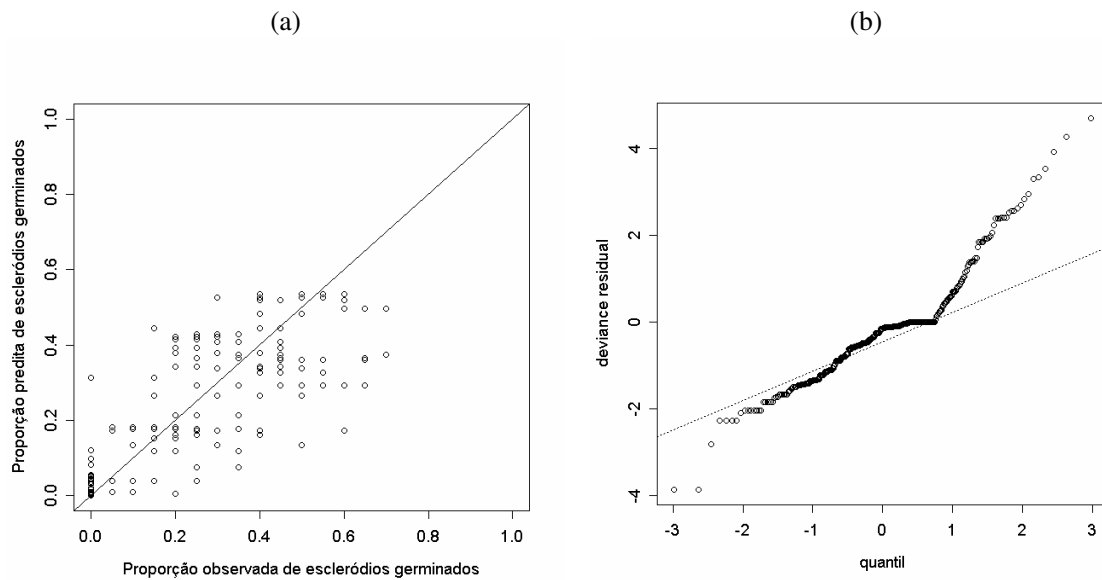 (a)
(b)
Proporção predita de escleródios germinados
1.0
0.8
0.6
0.4
0.2
0.0
0.0 0.2 0.4 0.6 0.8 1.0
Proporção observada de escleródios germinados
deviance residual
4
2
0
-2
-4
-3 -2 -1 0 1 2 3
quantil